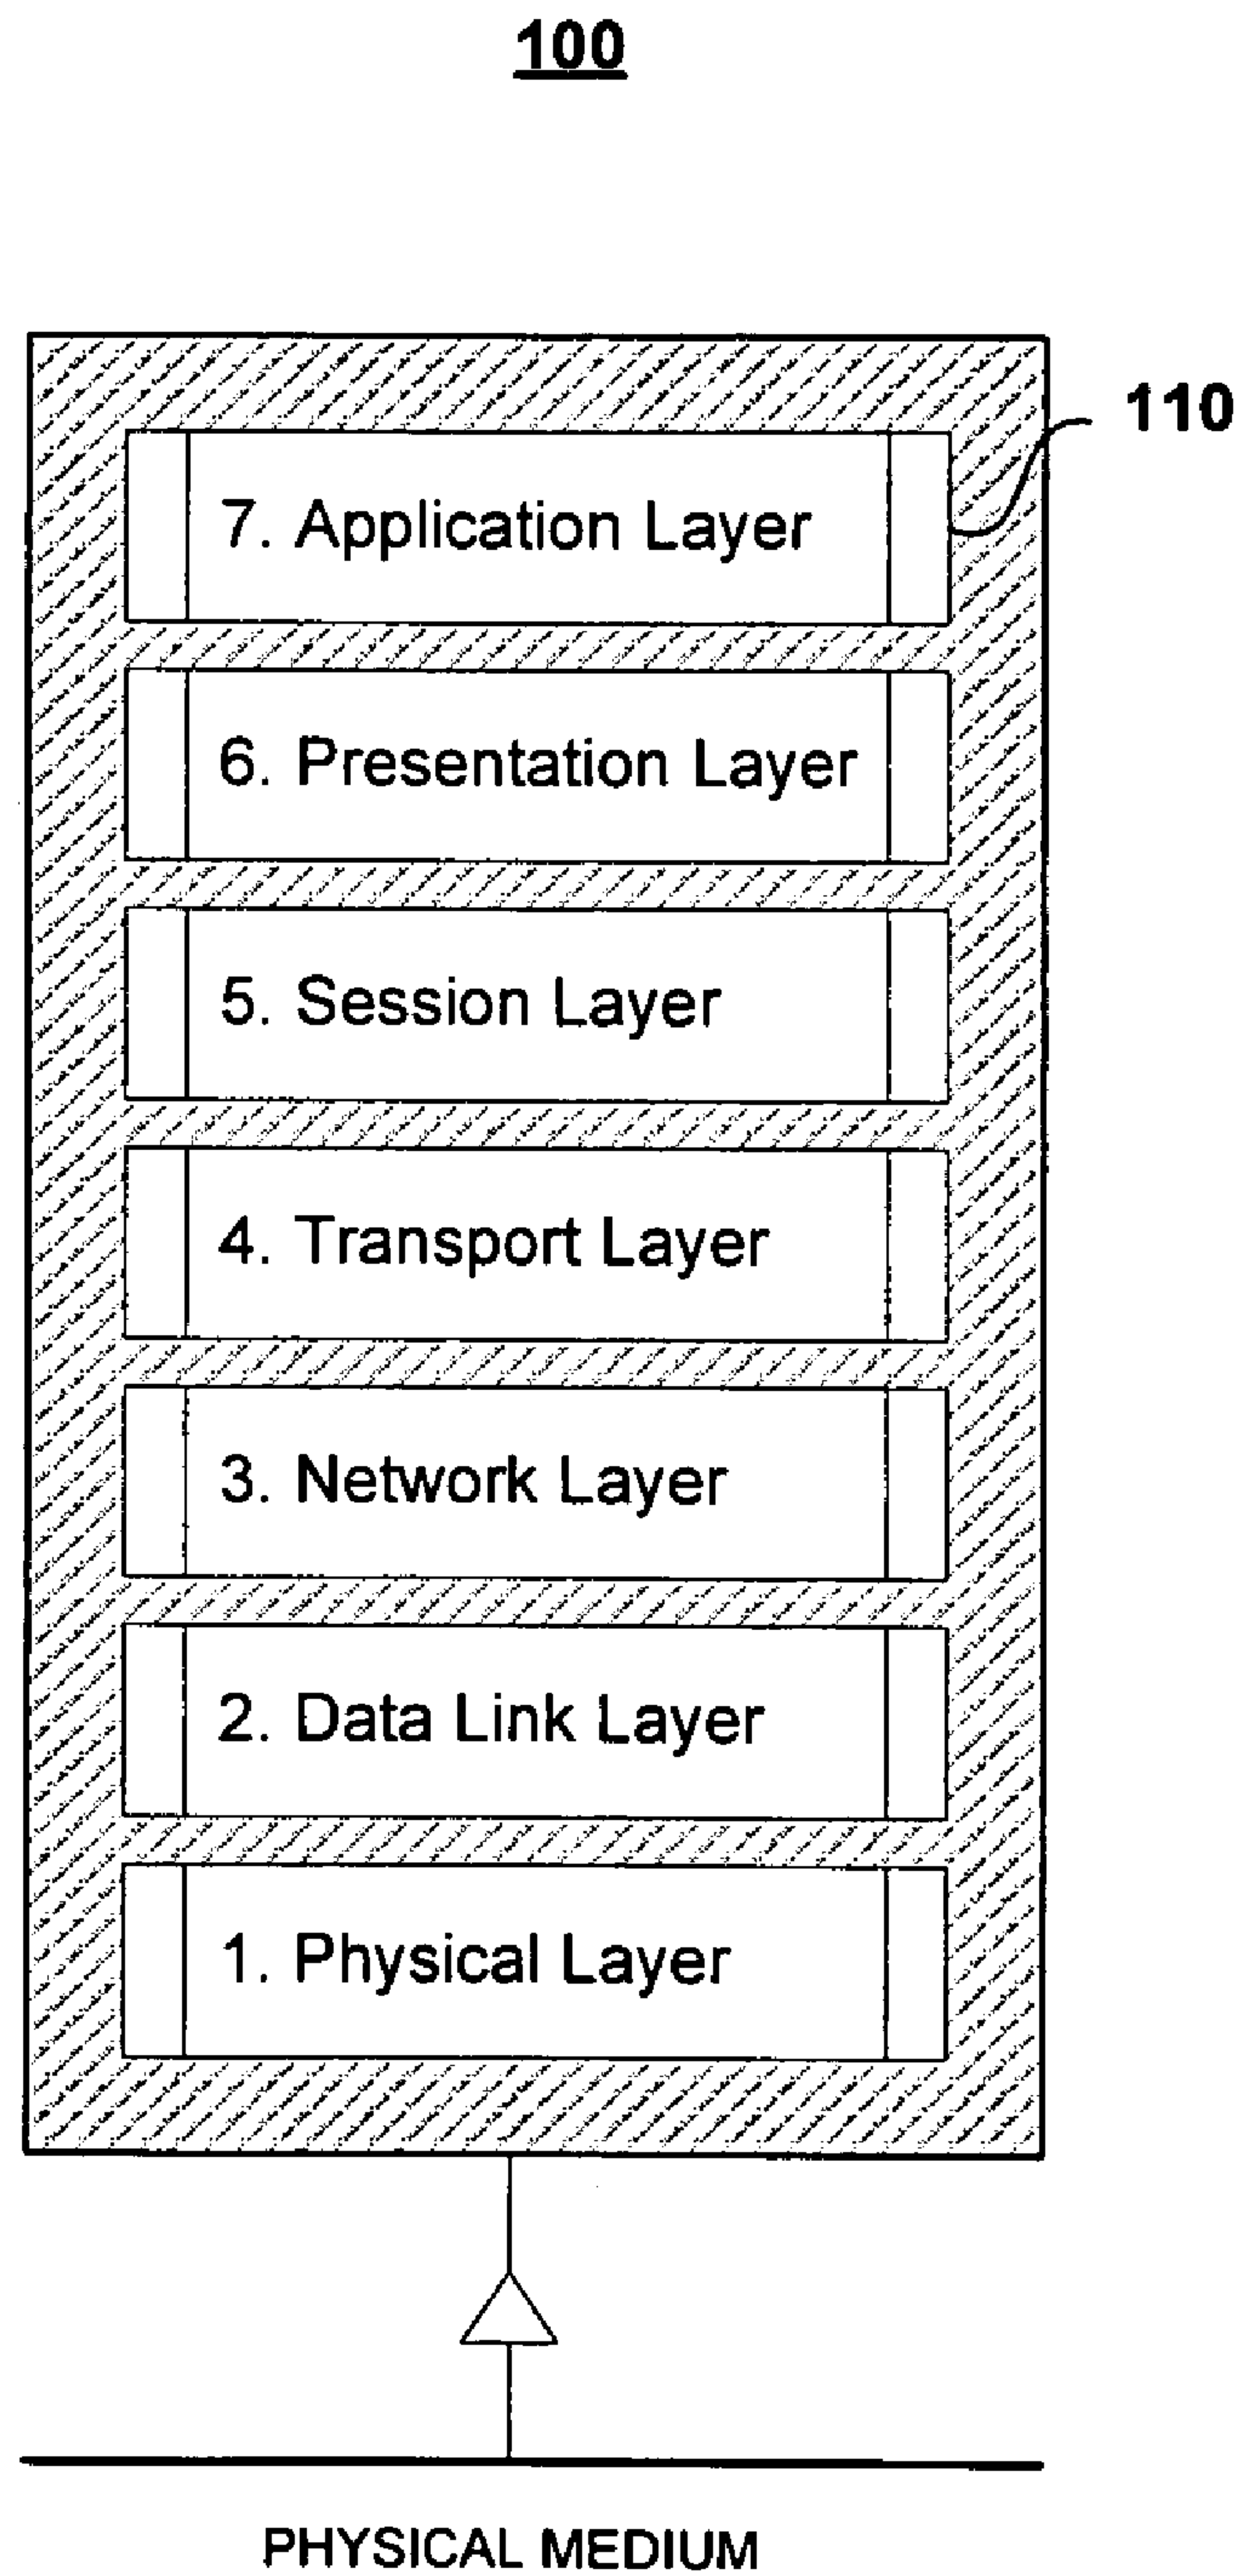 100
110
7. Application Layer
6. Presentation Layer
5. Session Layer
4. Transport Layer
3. Network Layer
2. Data Link Layer
1. Physical Layer
PHYSICAL MEDIUM